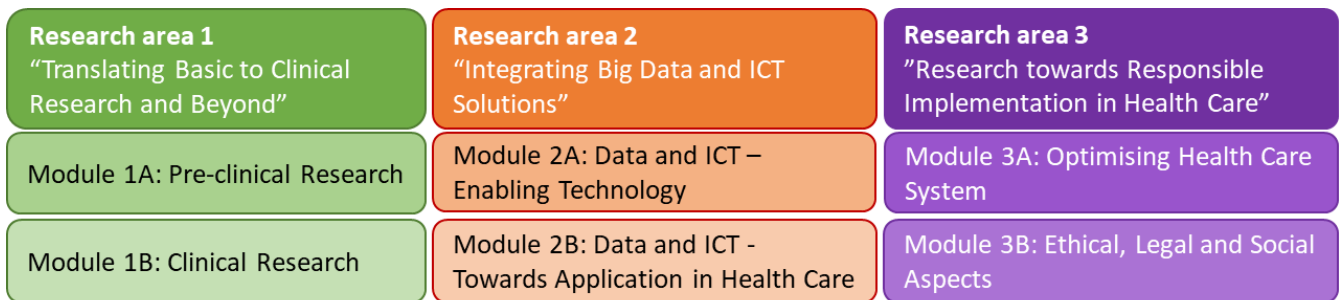 Research area 1
“Translating Basic to Clinical
Research and Beyond”
Module 1A: Pre-clinical Research
Module 1B: Clinical Research
Research area 2
“Integrating Big Data and ICT
Solutions”
Module 2A: Data and ICT –
Enabling Technology
Module 2B: Data and ICT -
Towards Application in Health Care
Research area 3
”Research towards Responsible
Implementation in Health Care”
Module 3A: Optimising Health Care
System
Module 3B: Ethical, Legal and Social
Aspects